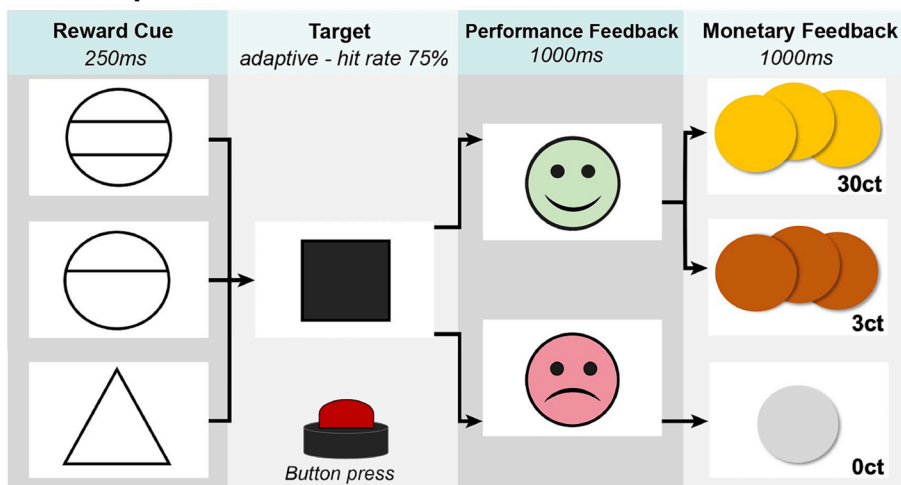 Reward Cue
250ms
Target
adaptive - hit rate 75%
Performance Feedback
1000ms
Monetary Feedback
1000ms
30ct
3ct
0ct
Button press